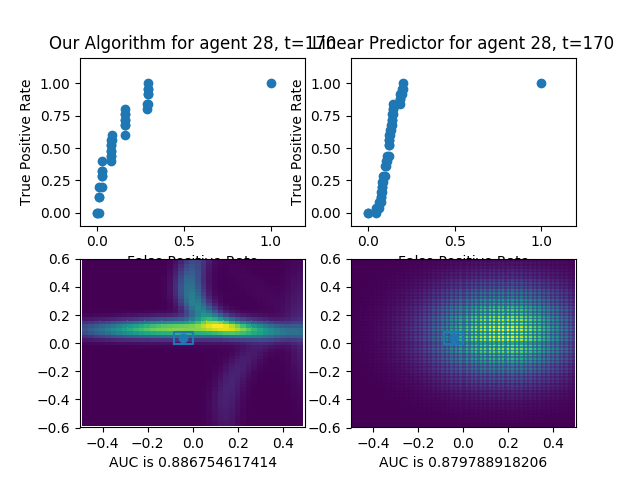 Our Algorithm for agent 28, t=170
Linear Predictor for agent 28, t=170
True Positive Rate
1.00
0.75
0.50
0.25
0.00
0.0 0.5 1.0
False Positive Rate
True Positive Rate
1.00
0.75
0.50
0.25
0.00
0.0 0.5 1.0
False Positive Rate
0.6
0.4
0.2
0.0
−0.2
−0.4
−0.6
−0.4 −0.2 0.0 0.2 0.4
AUC is 0.886754617414
0.6
0.4
0.2
0.0
−0.2
−0.4
−0.6
−0.4 −0.2 0.0 0.2 0.4
AUC is 0.879788918206